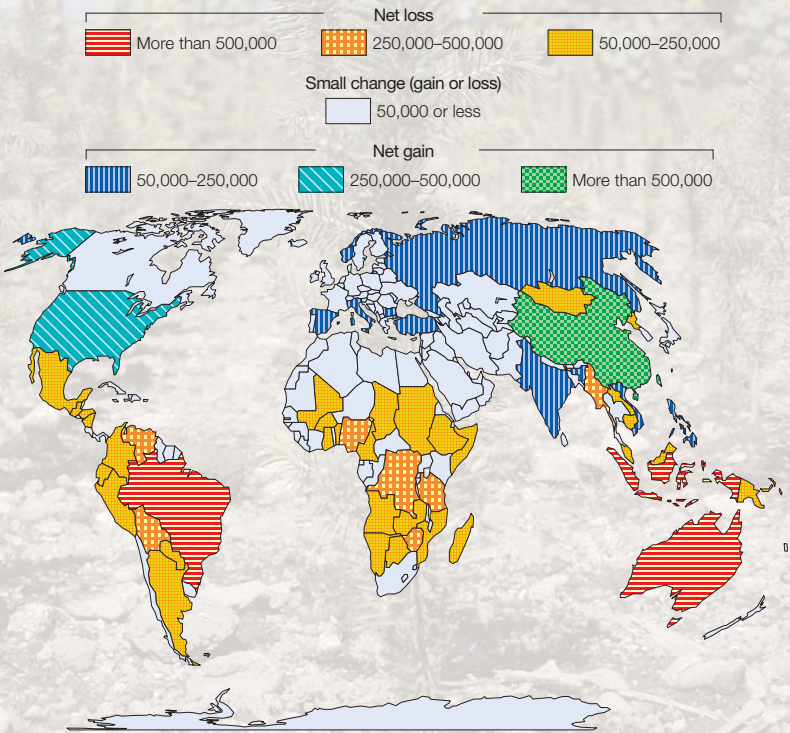 Net loss
More than 500,000 250,000–500,000 50,000–250,000
Small change (gain or loss)
50,000 or less
Net gain
50,000–250,000 250,000–500,000 More than 500,000